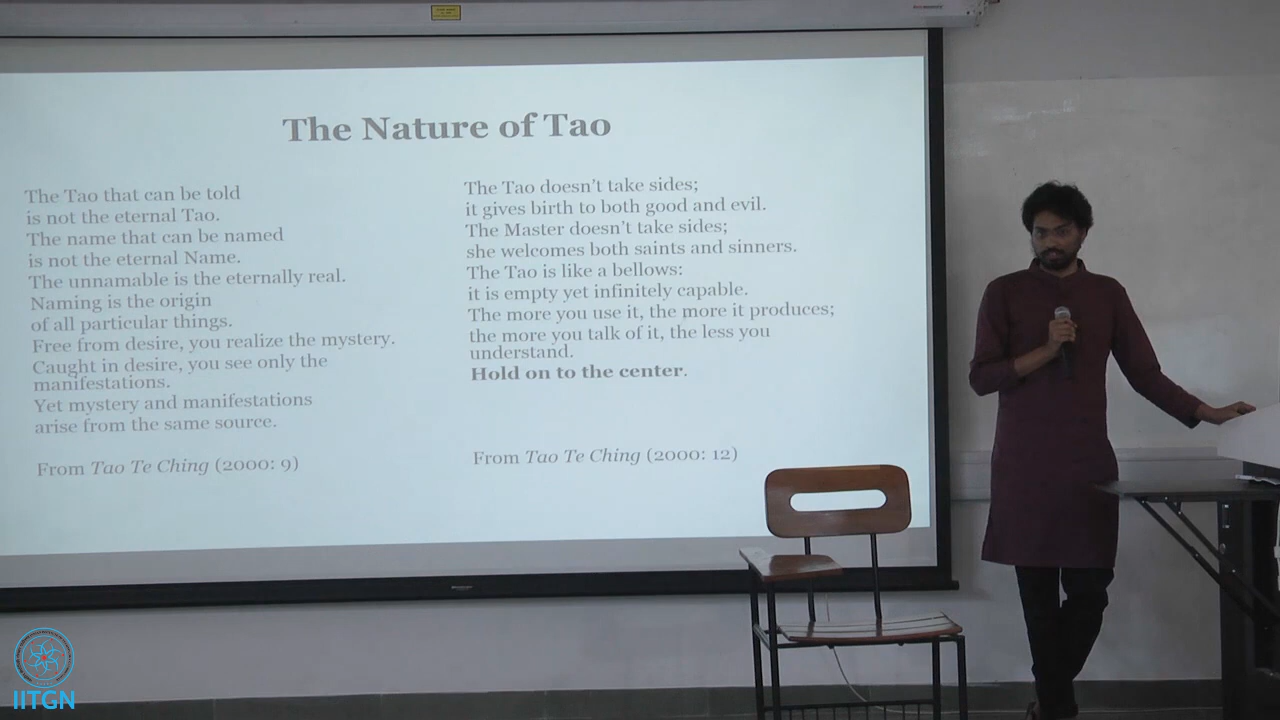 The Nature of Tao
The Tao that can be told
is not the eternal Tao.
The name that can be named
is not the eternal Name.
The unnamable is the eternally real.
Naming is the origin
of all particular things.
Free from desire, you realize the mystery.
Caught in desire, you see only the
manifestations.
Yet mystery and manifestations
arise from the same source.
From Tao Te Ching (2000: 9)
The Tao doesn't take sides;
it gives birth to both good and evil.
The Master doesn't take sides;
she welcomes both saints and sinners.
The Tao is like a bellows:
it is empty yet infinitely capable.
The more you use it, the more it produces;
the more you talk of it, the less you
understand.
Hold on to the center.
From Tao Te Ching (2000: 12)
IITGN